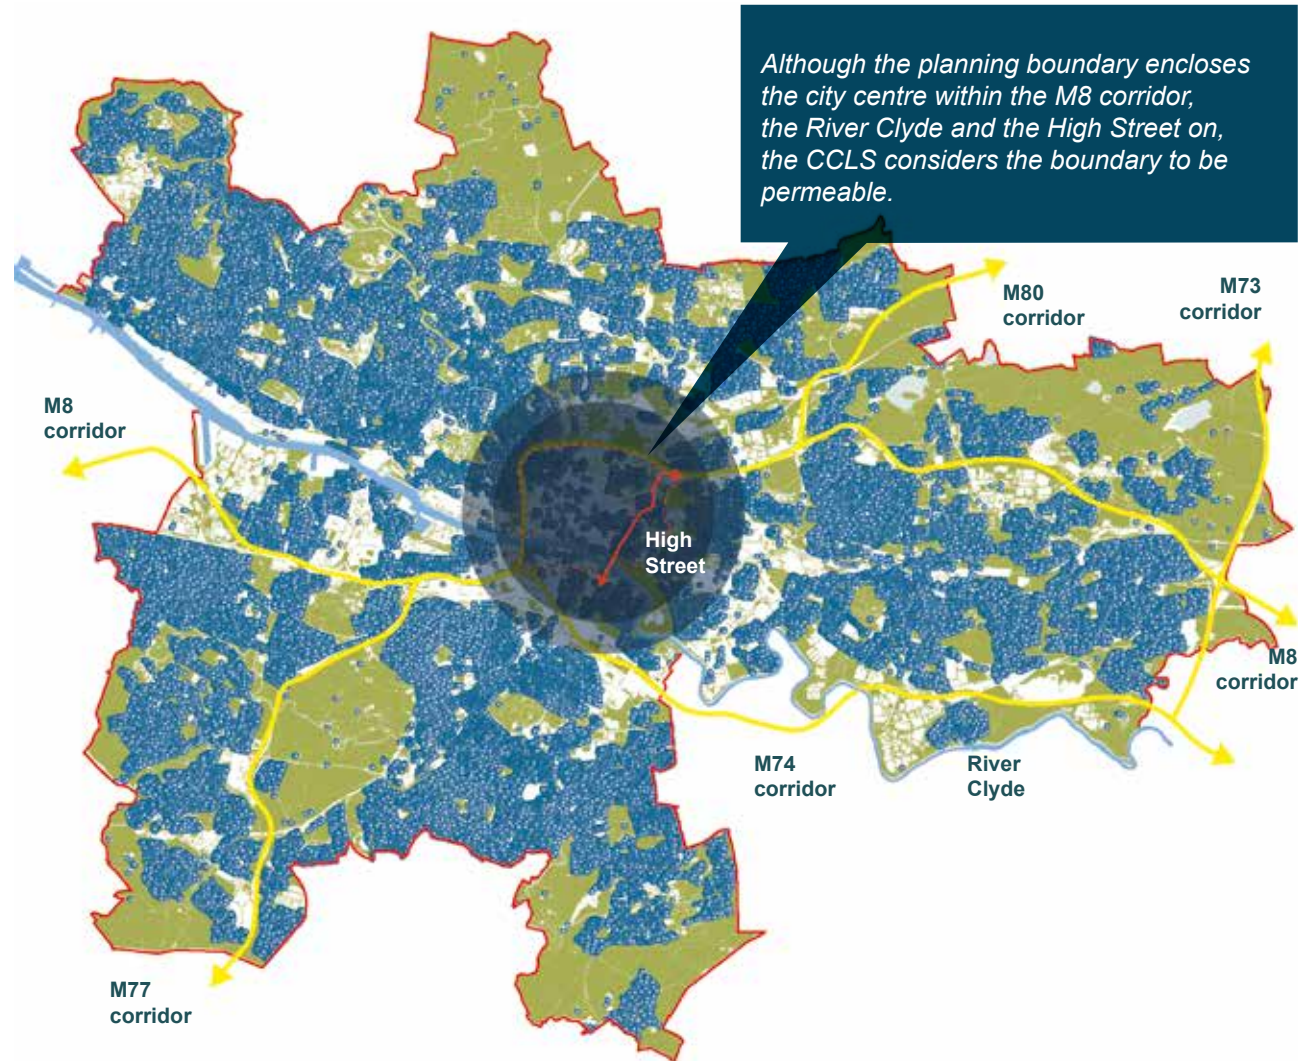 Although the planning boundary encloses
the city centre within the M8 corridor,
the River Clyde and the High Street on,
the CCLS considers the boundary to be
permeable.
M80
corridor
M73
corridor
M8
corridor
High
Street
M8
corridor
M74
corridor
River
Clyde
M77
corridor